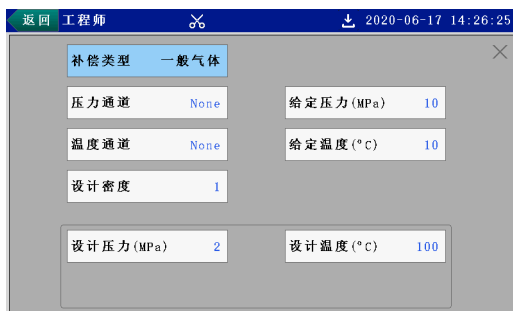 返回 工程师 2020-06-17 14:26:25
补偿类型 一般气体
压力通道 None 给定压力(MPa) 10
温度通道 None 给定温度(°C) 10
设计密度 1
设计压力(MPa) 2 设计温度(°C) 100